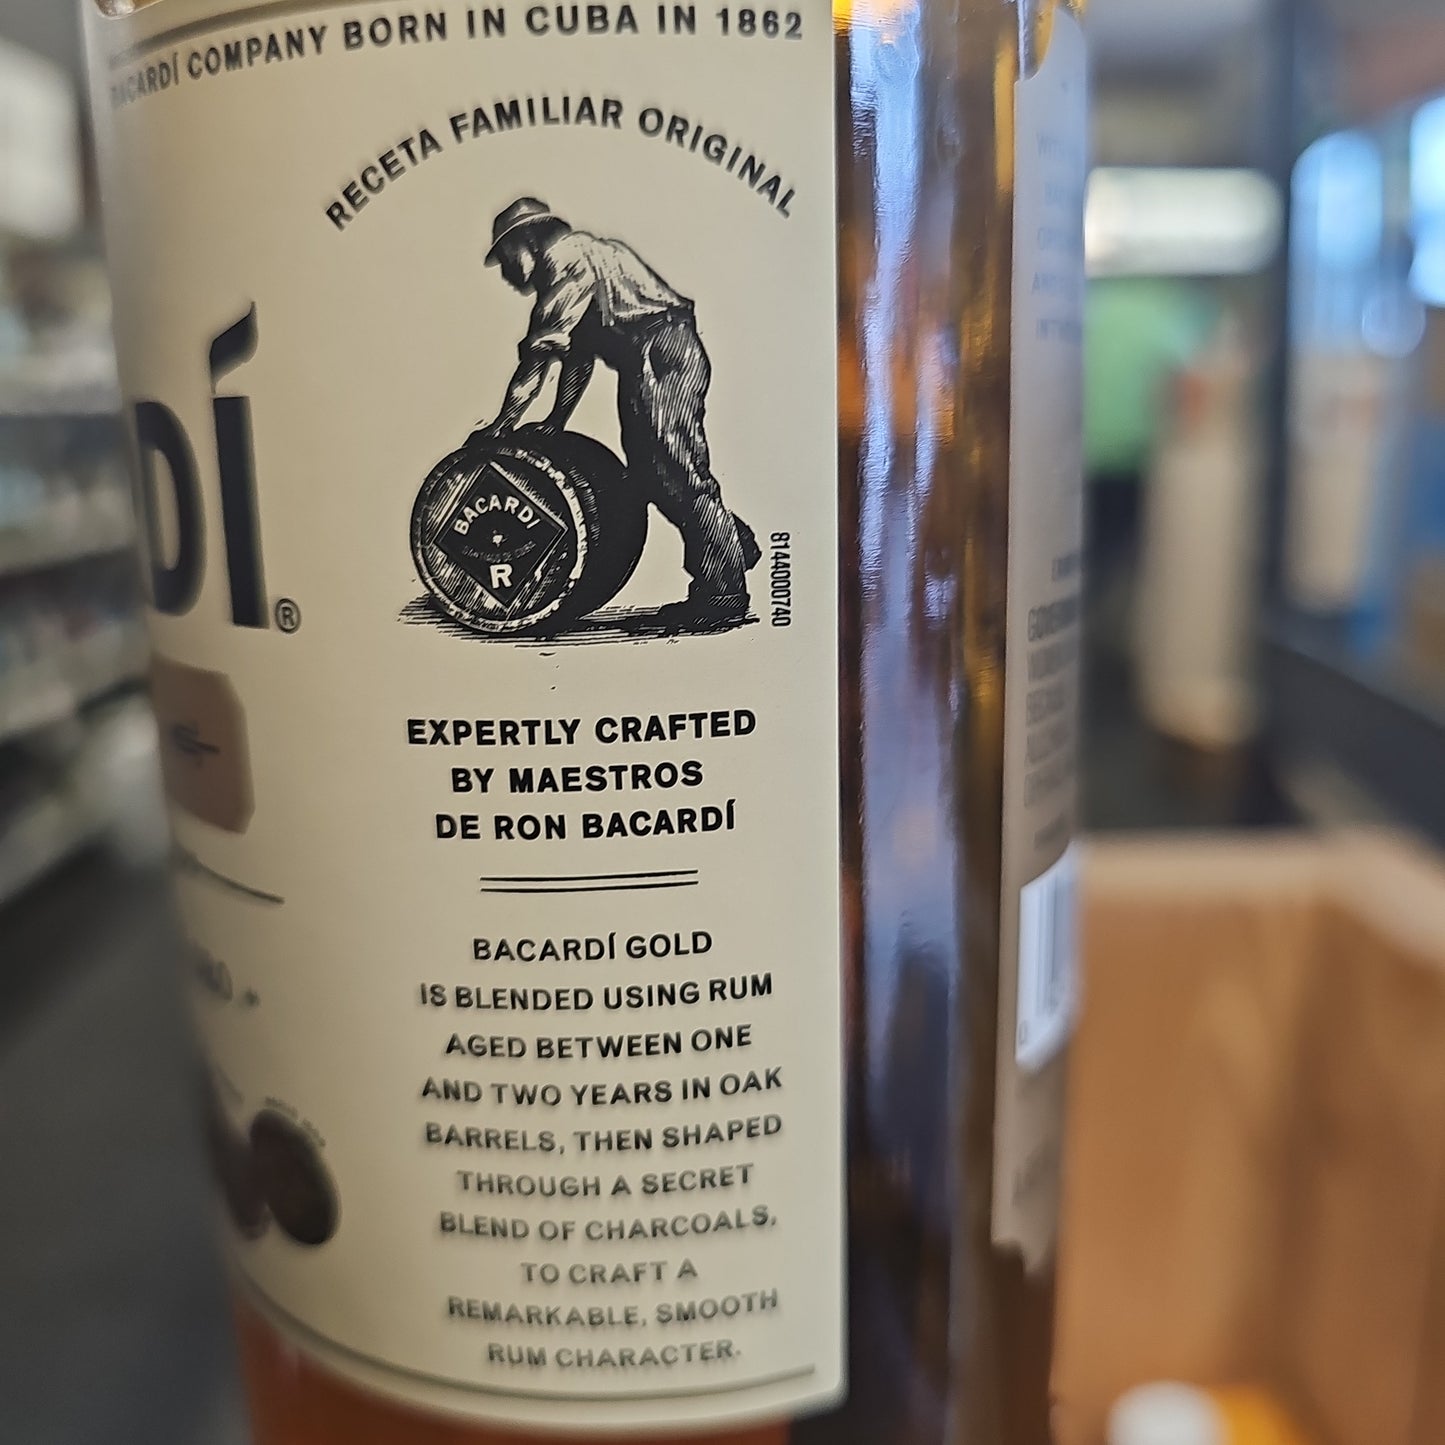 BACARDÍ COMPANY BORN IN CUBA IN 1862
RECETA FAMILIAR ORIGINAL
DÍ®
BACARDÍ
R
814400740
EXPERTLY CRAFTED
BY MAESTROS
DE RON BACARDÍ
BACARDÍ GOLD
IS BLENDED USING RUM
AGED BETWEEN ONE
AND TWO YEARS IN OAK
BARRELS, THEN SHAPED
THROUGH A SECRET
BLEND OF CHARCOALS,
TO CRAFT A
REMARKABLE, SMOOTH
RUM CHARACTER.